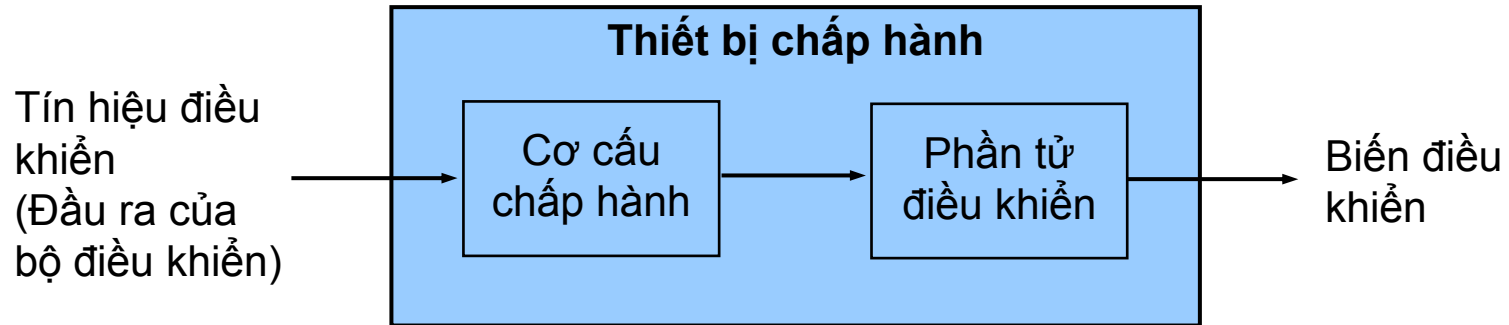 Thiết bị chấp hành
Tín hiệu điều
khiển
(Đầu ra của
bộ điều khiển)
Cơ cấu
chấp hành
Phần tử
điều khiển
Biến điều
khiển